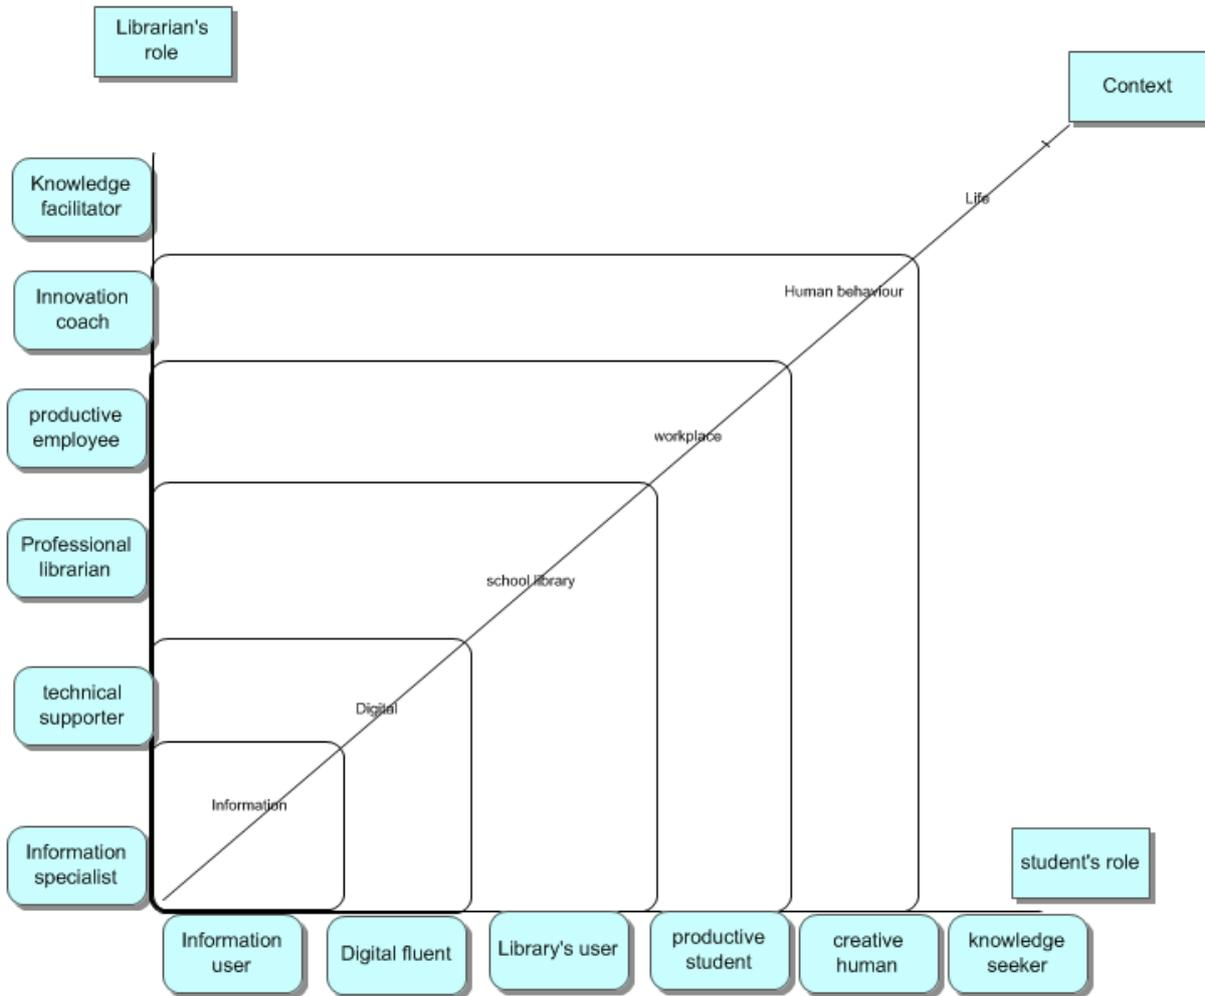 Librarian's
role
Context
Knowledge
facilitator
Life
Innovation
coach
Human behaviour
productive
employee
workplace
Professional
librarian
school library
technical
supporter
Digital
Information
Information
specialist
student's role
Information
user
Digital fluent
Library's user
productive
student
creative
human
knowledge
seeker